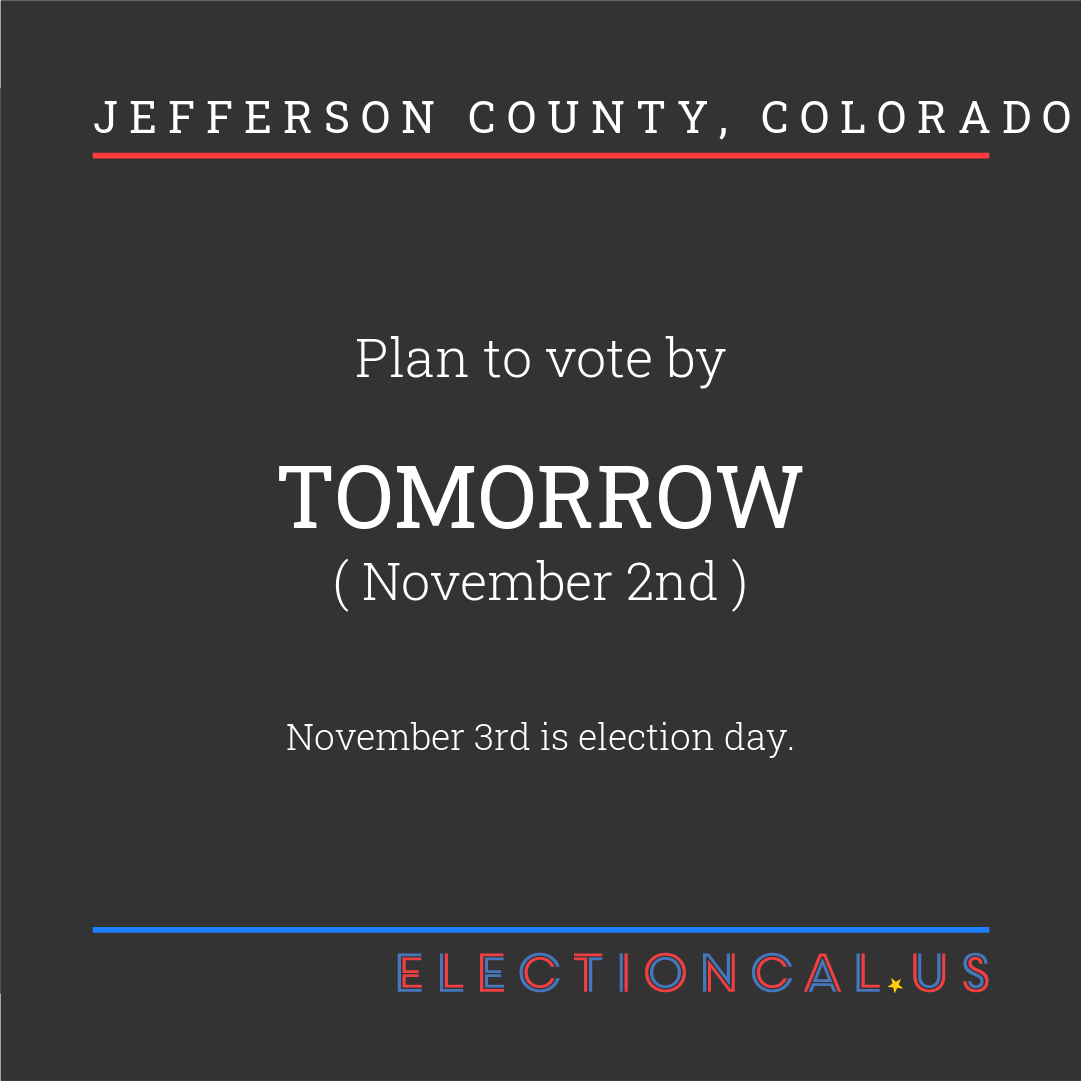 JEFFERSON COUNTY, COLORADO
Plan to vote by
TOMORROW
( November 2nd )
November 3rd is election day.
ELECTIONCAL.US